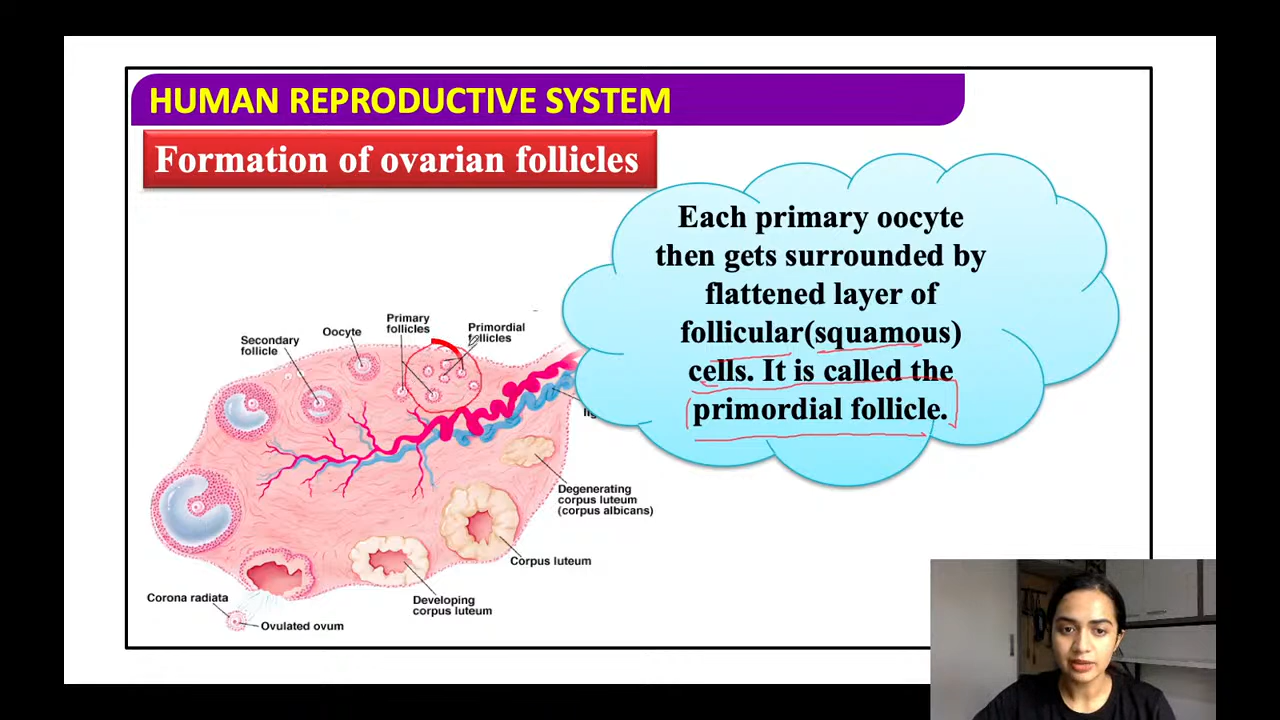 HUMAN REPRODUCTIVE SYSTEM
Formation of ovarian follicles
Each primary oocyte
then gets surrounded by
flattened layer of
follicular(squamous)
cells. It is called the
primordial follicle.
Primary
follicles
Primordial
follicles
Oocyte
Secondary
follicle
Degenerating
corpus luteum
(corpus albicans)
Corpus luteum
Developing
corpus luteum
Corona radiata
Ovulated ovum